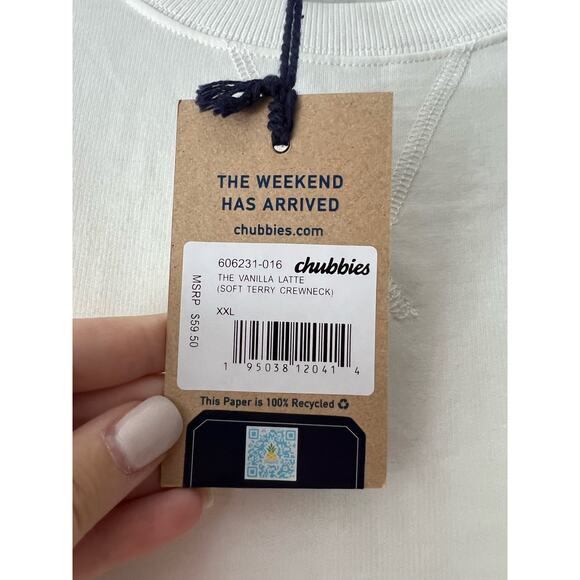 THE WEEKEND
HAS ARRIVED
chubbies.com
606231-016 chubbies
THE VANILLA LATTE
(SOFT TERRY CREWNECK)
XXL
1 95038 12041 4
MSRP $59.50
This Paper is 100% Recycled